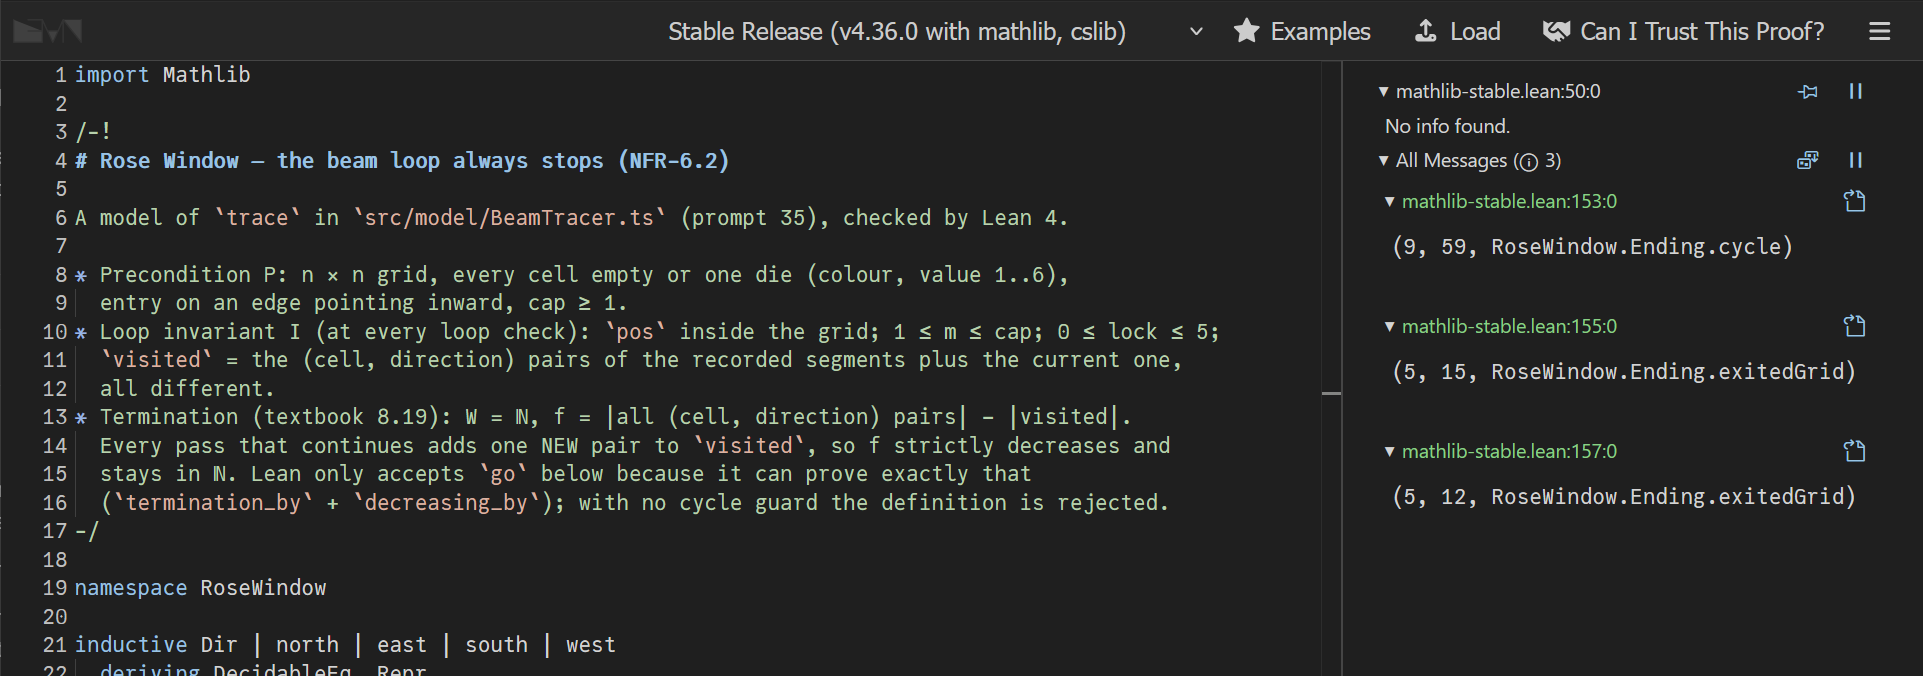 Stable Release (v4.36.0 with mathlib, cslib)
Examples
Load
Can I Trust This Proof?
1 import Mathlib
2
3 /-!
4 # Rose Window — the beam loop always stops (NFR-6.2)
5
6 A model of `trace` in `src/model/BeamTracer.ts` (prompt 35), checked by Lean 4.
7
8 * Precondition P: n × n grid, every cell empty or one die (colour, value 1..6),
9   entry on an edge pointing inward, cap ≥ 1.
10 * Loop invariant I (at every loop check): `pos` inside the grid; 1 ≤ m ≤ cap; 0 ≤ lock ≤ 5;
11   `visited` = the (cell, direction) pairs of the recorded segments plus the current one,
12   all different.
13 * Termination (textbook 8.19): W = ℕ, f = |all (cell, direction) pairs| - |visited|.
14   Every pass that continues adds one NEW pair to `visited`, so f strictly decreases and
15   stays in ℕ. Lean only accepts `go` below because it can prove exactly that
16   (`termination_by` + `decreasing_by`); with no cycle guard the definition is rejected.
17 -/
18
19 namespace RoseWindow
20
21 inductive Dir | north | east | south | west
22   deriving DecidableEq, Repr
mathlib-stable.lean:50:0
No info found.
All Messages (ⓘ 3)
mathlib-stable.lean:153:0
(9, 59, RoseWindow.Ending.cycle)
mathlib-stable.lean:155:0
(5, 15, RoseWindow.Ending.exitedGrid)
mathlib-stable.lean:157:0
(5, 12, RoseWindow.Ending.exitedGrid)